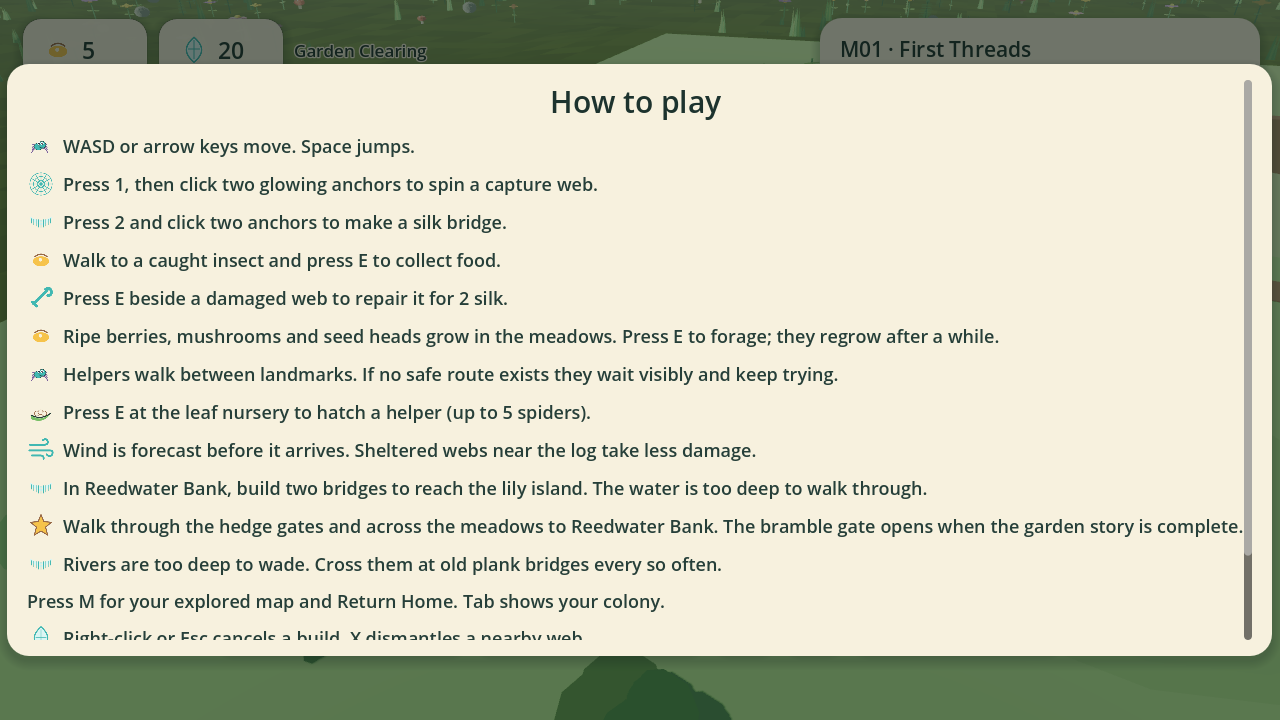 5
20
Garden Clearing
M01 · First Threads
How to play
WASD or arrow keys move. Space jumps.
Press 1, then click two glowing anchors to spin a capture web.
Press 2 and click two anchors to make a silk bridge.
Walk to a caught insect and press E to collect food.
Press E beside a damaged web to repair it for 2 silk.
Ripe berries, mushrooms and seed heads grow in the meadows. Press E to forage; they regrow after a while.
Helpers walk between landmarks. If no safe route exists they wait visibly and keep trying.
Press E at the leaf nursery to hatch a helper (up to 5 spiders).
Wind is forecast before it arrives. Sheltered webs near the log take less damage.
In Reedwater Bank, build two bridges to reach the lily island. The water is too deep to walk through.
Walk through the hedge gates and across the meadows to Reedwater Bank. The bramble gate opens when the garden story is complete.
Rivers are too deep to wade. Cross them at old plank bridges every so often.
Press M for your explored map and Return Home. Tab shows your colony.
Right-click or Esc cancels a build. X dismantles a nearby web.